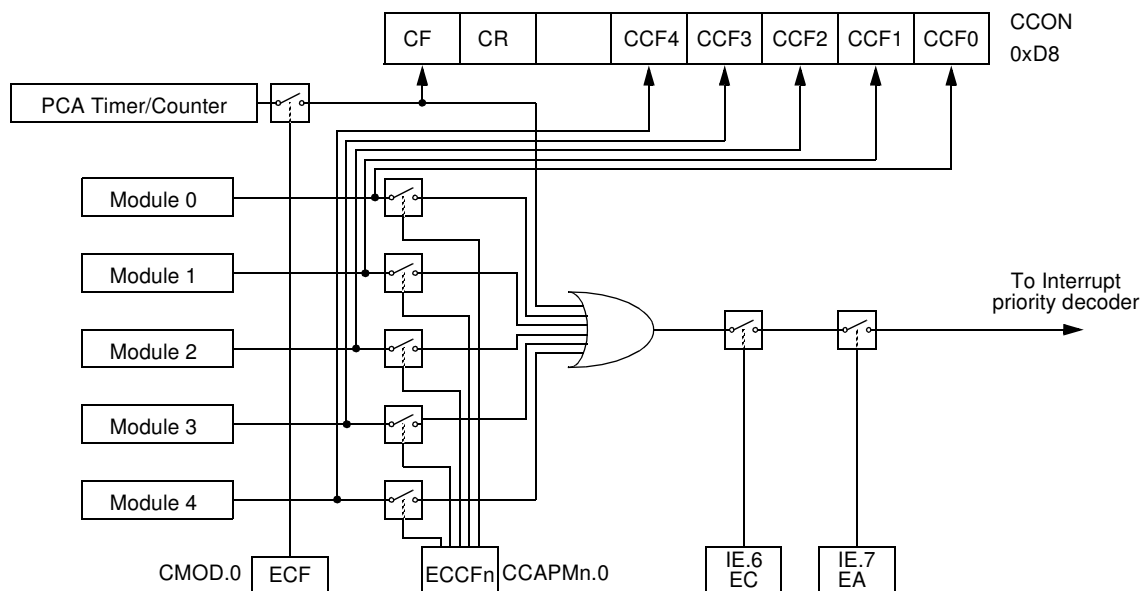 CF CR CCF4 CCF3 CCF2 CCF1 CCF0
CCON
0xD8
PCA Timer/Counter
Module 0
Module 1
Module 2
Module 3
Module 4
To Interrupt
priority decoder
CMOD.0 ECF
ECCFn CCAPMn.0
IE.6
EC
IE.7
EA